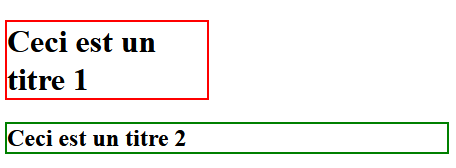 Ceci est un
titre 1
Ceci est un titre 2